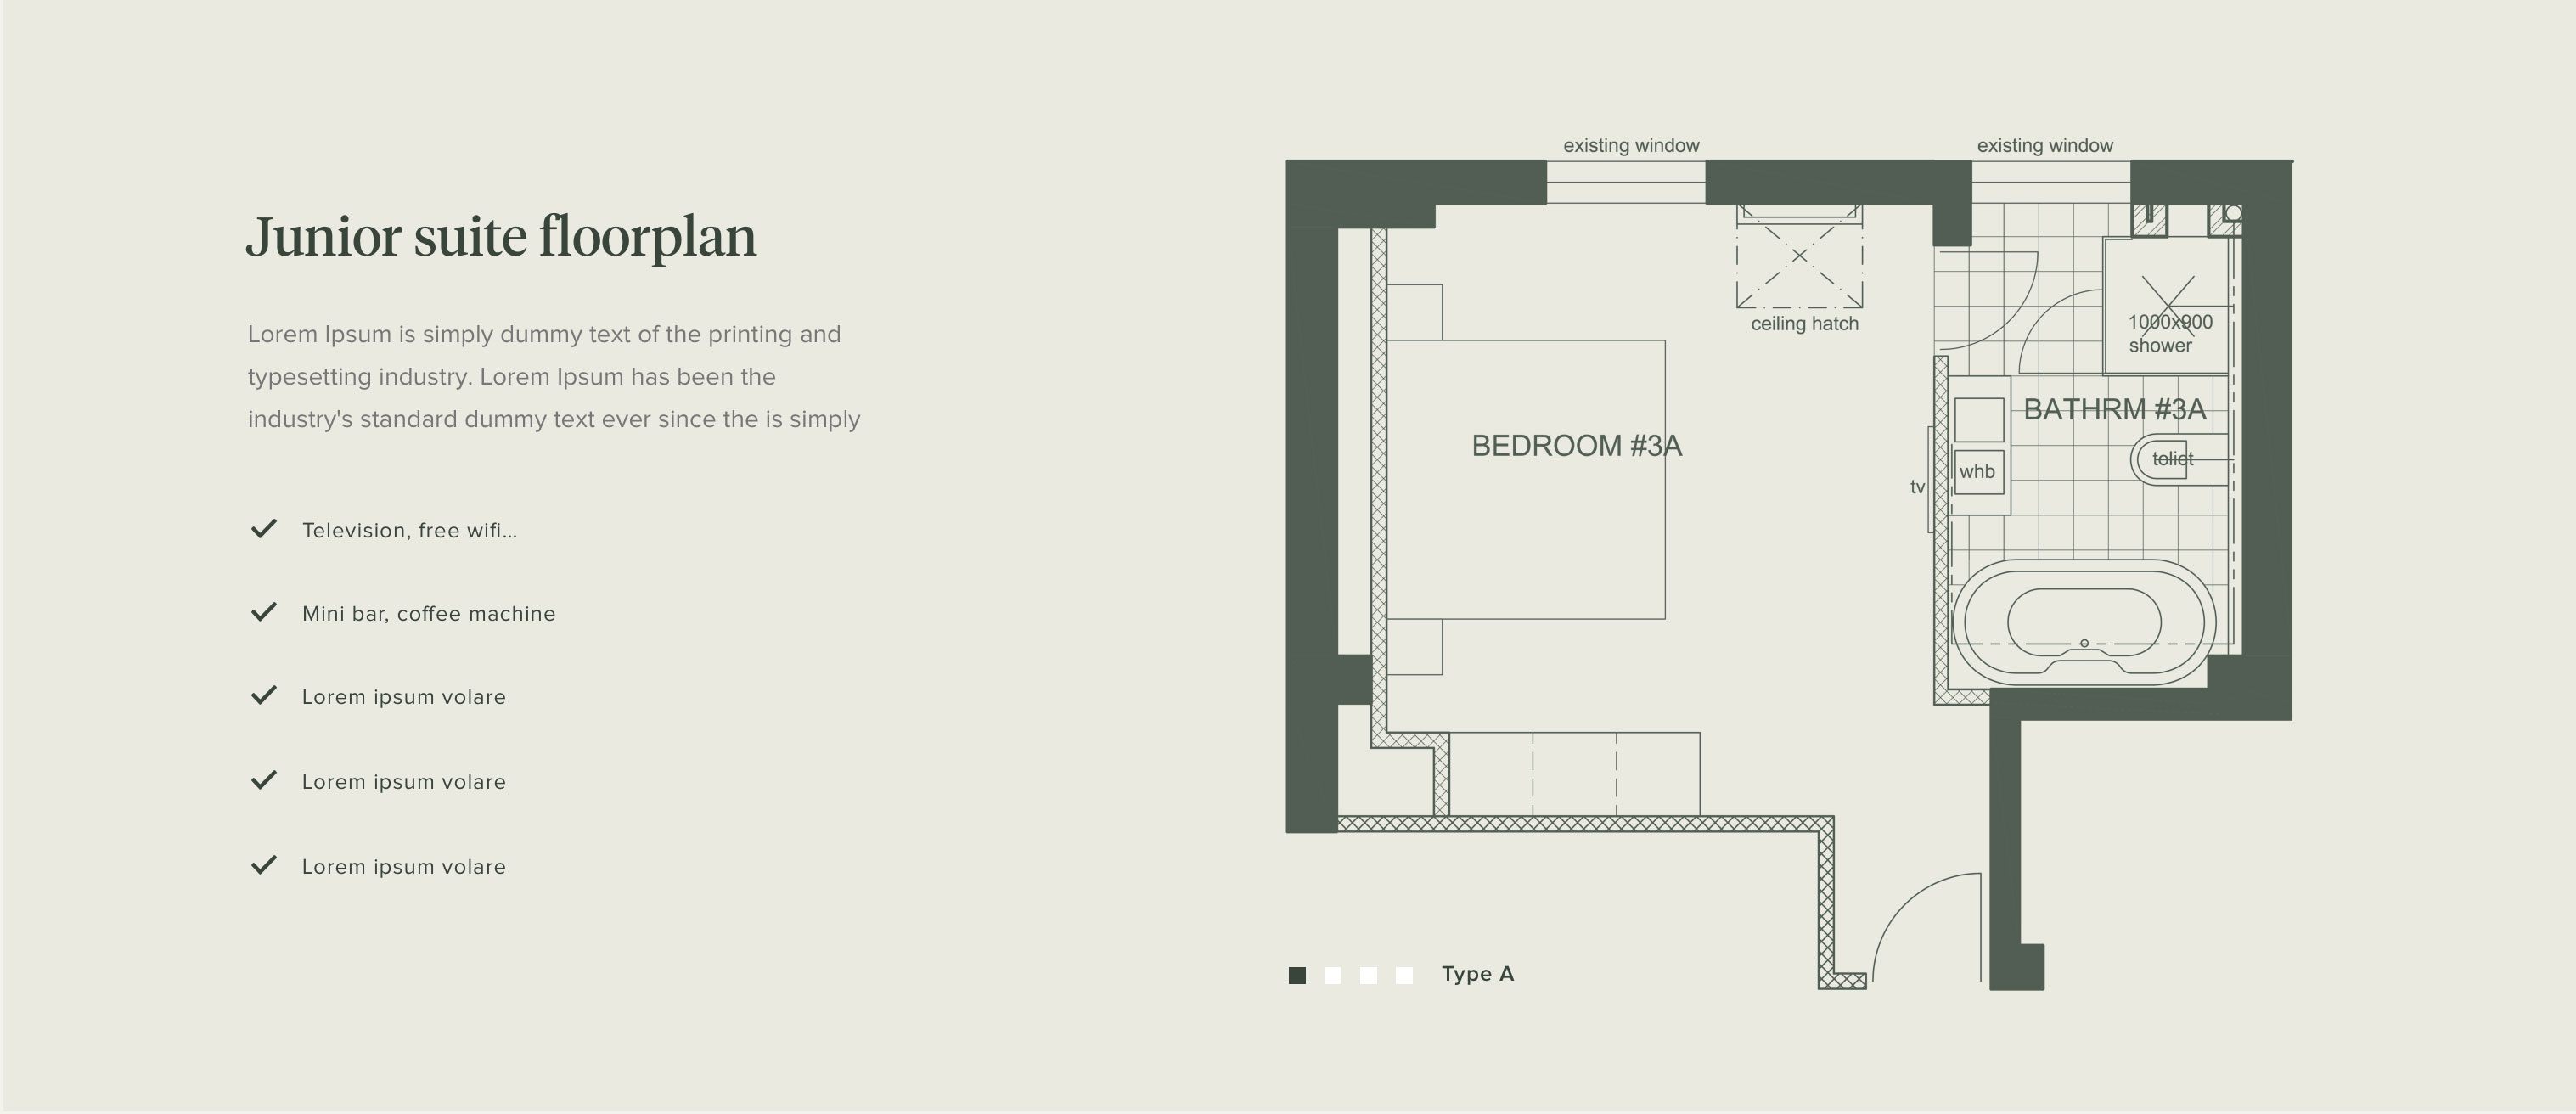 Junior suite floorplan
Lorem Ipsum is simply dummy text of the printing and
typesetting industry. Lorem Ipsum has been the
industry's standard dummy text ever since the is simply
Television, free wifi...
Mini bar, coffee machine
Lorem ipsum volare
Lorem ipsum volare
Lorem ipsum volare
existing window
existing window
ceiling hatch
1000x900
shower
BATHRM #3A
BEDROOM #3A
toliet
whb
tv
Type A